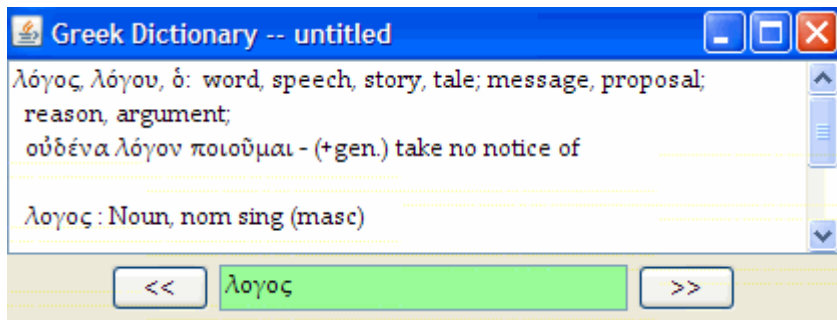 Greek Dictionary -- untitled
λόγος, λόγου, ὁ: word, speech, story, tale; message, proposal;
reason, argument;
οὐδένα λόγον ποιοῦμαι - (+gen.) take no notice of
λογος : Noun, nom sing (masc)
<< λογος >>